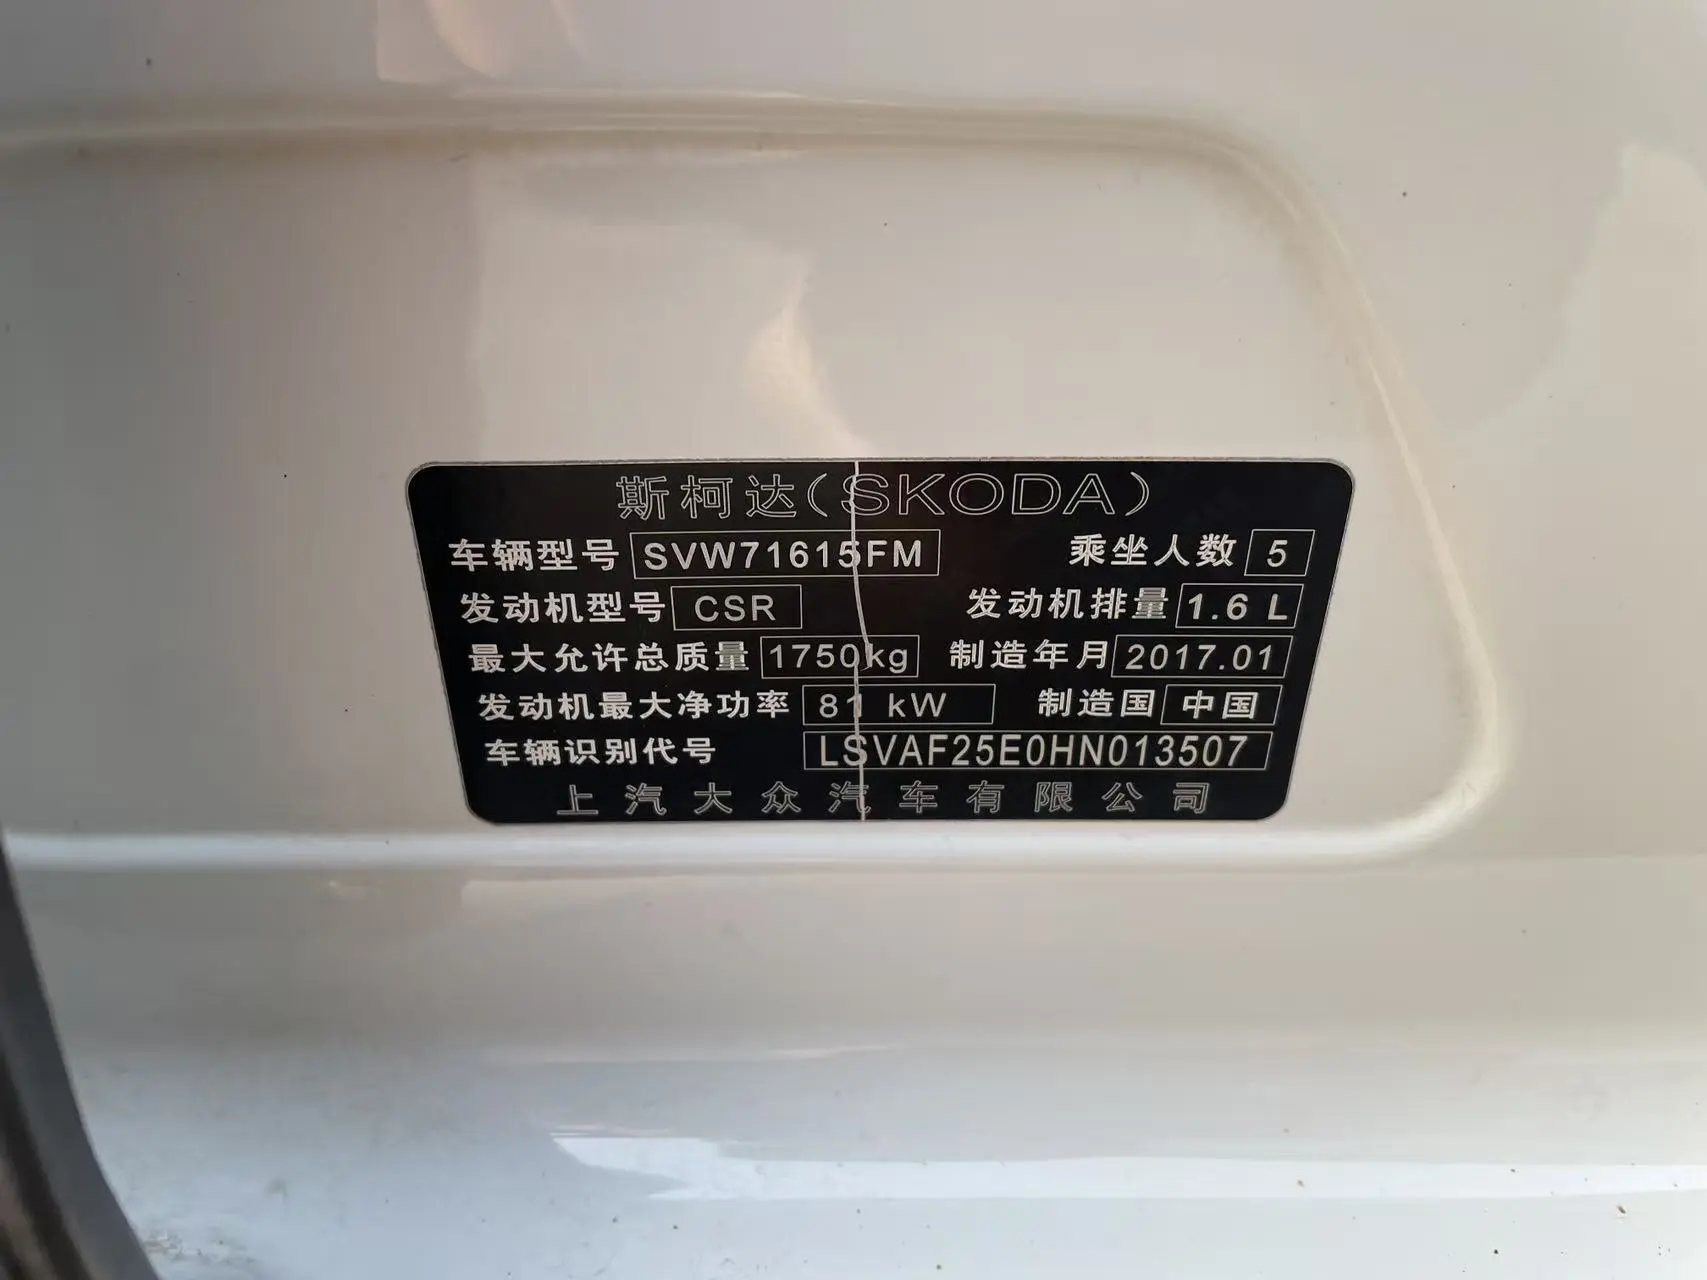 斯柯达(SKODA)
车辆型号 SVW71615FM 乘坐人数 5
发动机型号 CSR 发动机排量 1.6 L
最大允许总质量 1750kg 制造年月 2017.01
发动机最大净功率 81 kW 制造国 中国
车辆识别代号 LSVAF25E0HN013507
上汽大众汽车有限公司